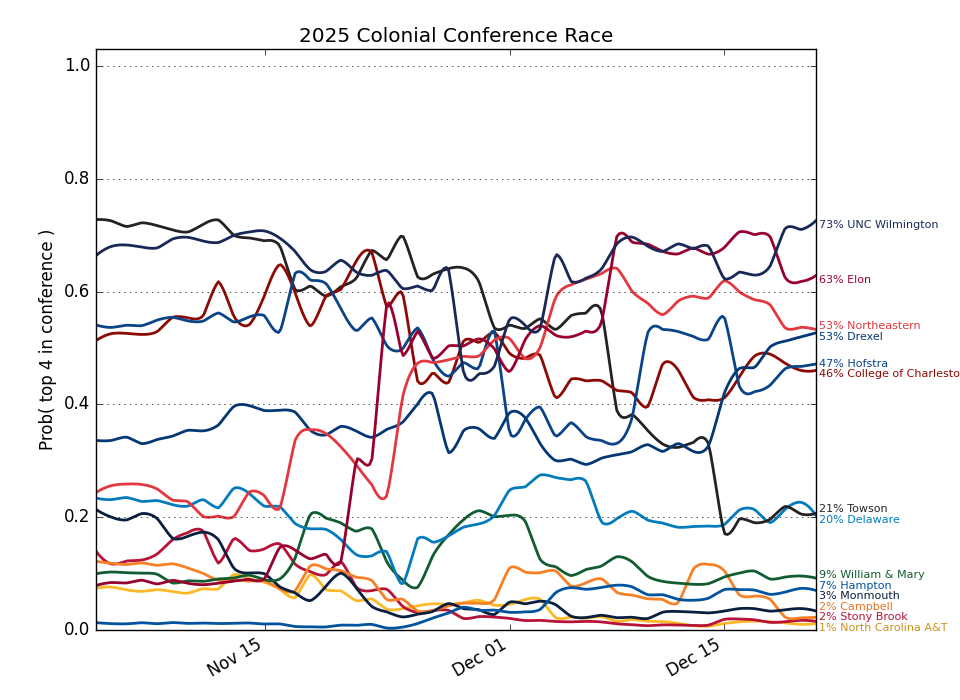 2025 Colonial Conference Race
Prob( top 4 in conference )
1.0
0.8
0.6
0.4
0.2
0.0
Nov 15
Dec 01
Dec 15
73% UNC Wilmington
63% Elon
53% Northeastern
53% Drexel
47% Hofstra
46% College of Charlesto
21% Towson
20% Delaware
9% William & Mary
7% Hampton
3% Monmouth
2% Campbell
2% Stony Brook
1% North Carolina A&T